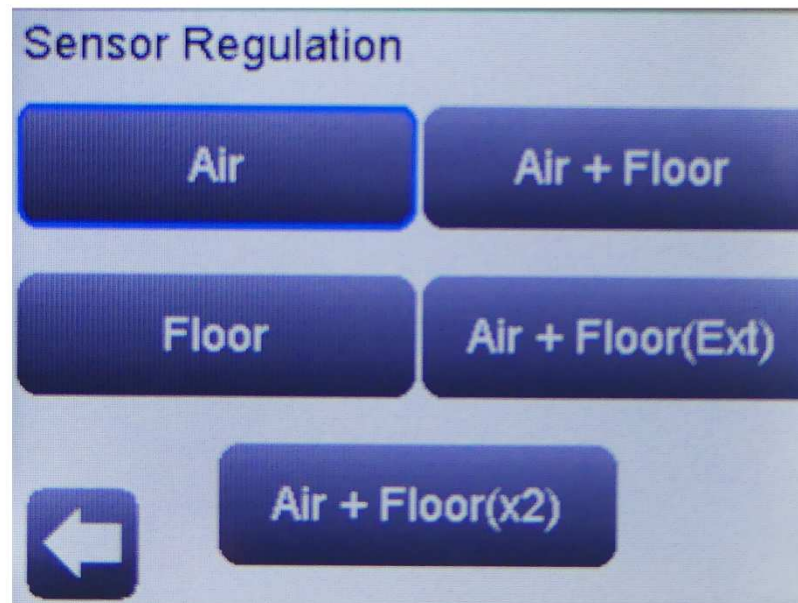 Sensor Regulation
Air
Air + Floor
Floor
Air + Floor(Ext)
Air + Floor(x2)